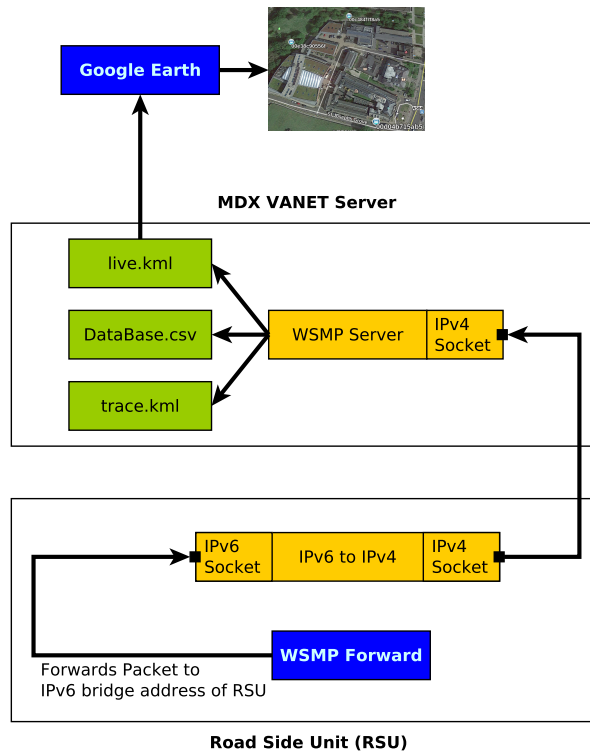 Google Earth
MDX VANET Server
live.kml
DataBase.csv
trace.kml
WSMP Server
IPv4
Socket
IPv6
Socket
IPv6 to IPv4
IPv4
Socket
WSMP Forward
Forwards Packet to
IPv6 bridge address of RSU
Road Side Unit (RSU)